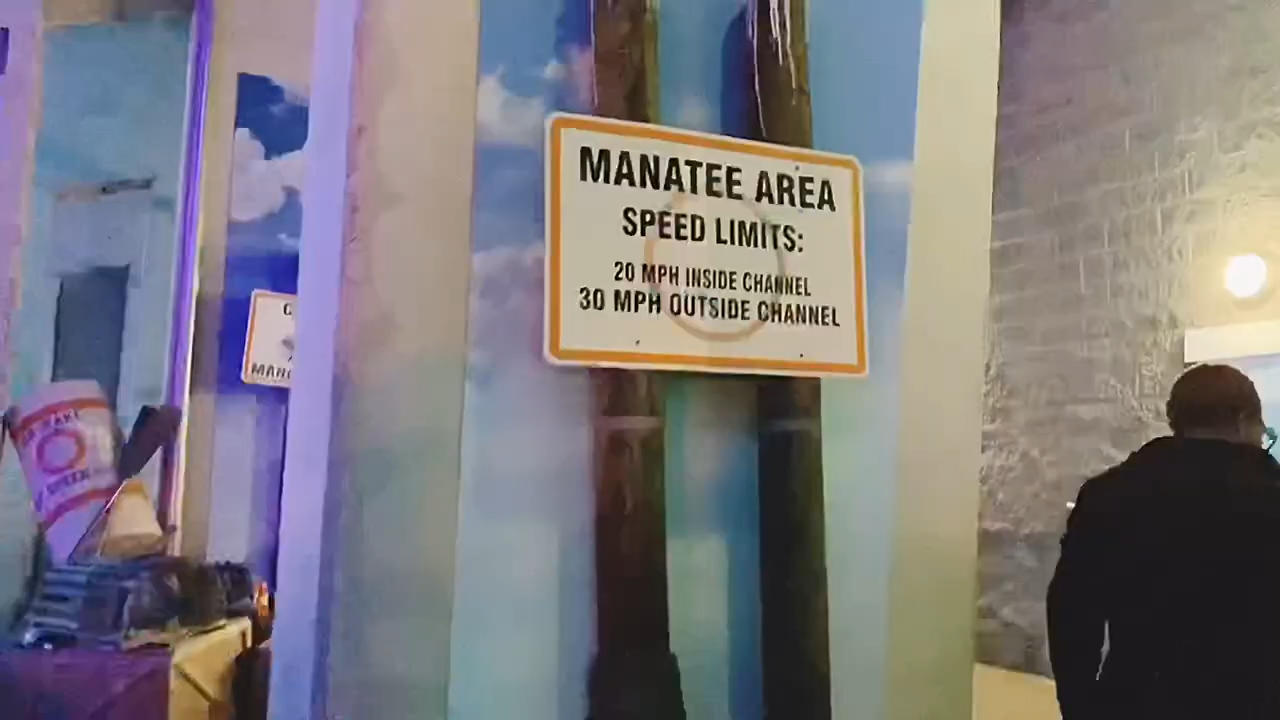 MANATEE AREA
SPEED LIMITS:
20 MPH INSIDE CHANNEL
30 MPH OUTSIDE CHANNEL